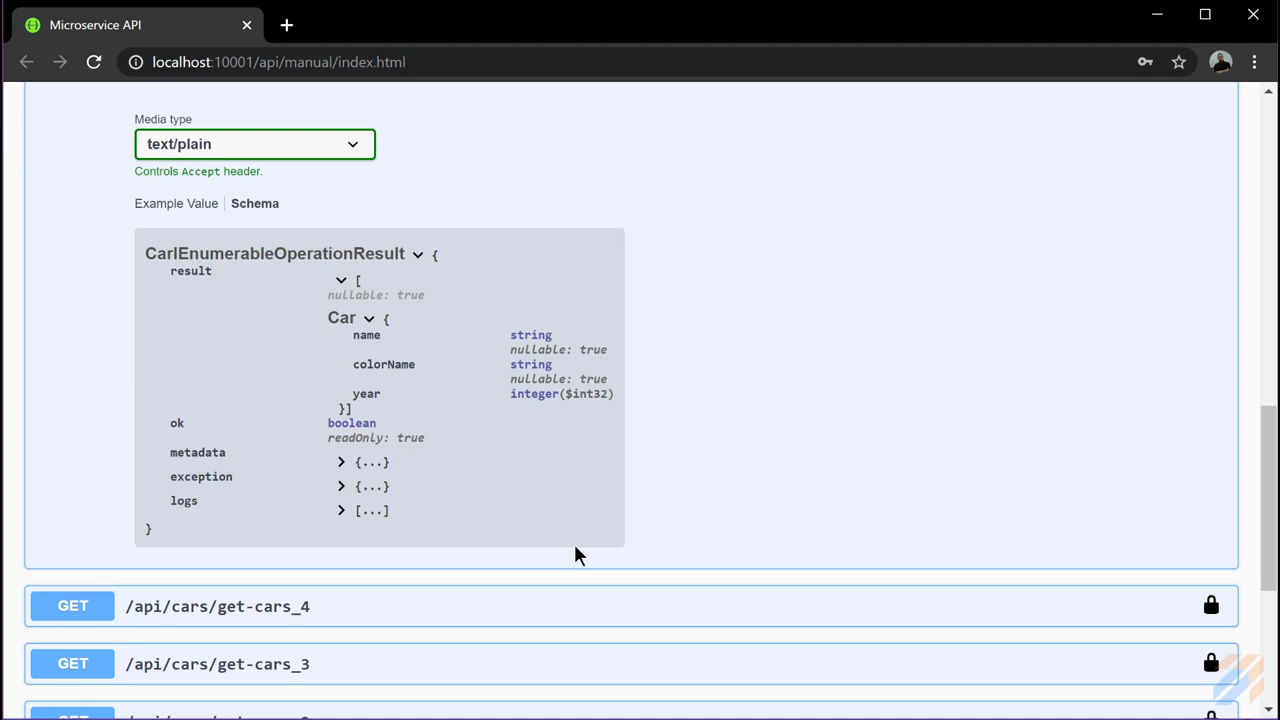 Microservice API
localhost:10001/api/manual/index.html
Media type
text/plain
Controls Accept header.
Example Value | Schema
CarIEnumerableOperationResult {
result
[
nullable: true
Car {
name string
nullable: true
colorName string
nullable: true
year integer($int32)
}]
ok boolean
readOnly: true
metadata {...}
exception {...}
logs [...]
}
GET /api/cars/get-cars_4
GET /api/cars/get-cars_3